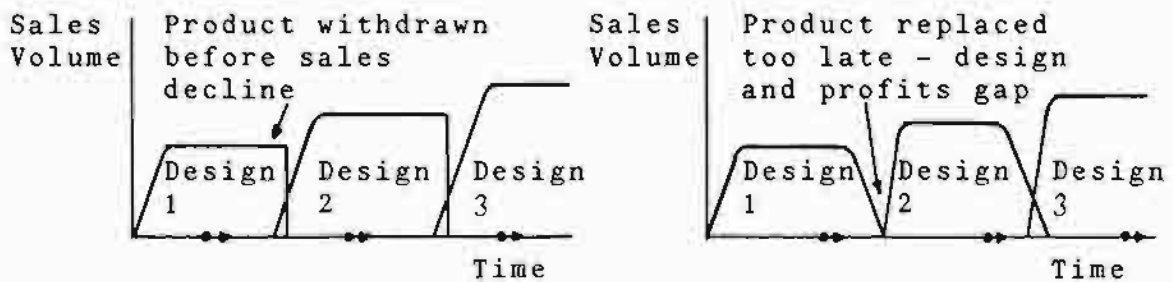 Sales
Volume
Product withdrawn
before sales
decline
Design
1
Design
2
Design
3
Time
Sales
Volume
Product replaced
too late - design
and profits gap
Design
1
Design
2
Design
3
Time